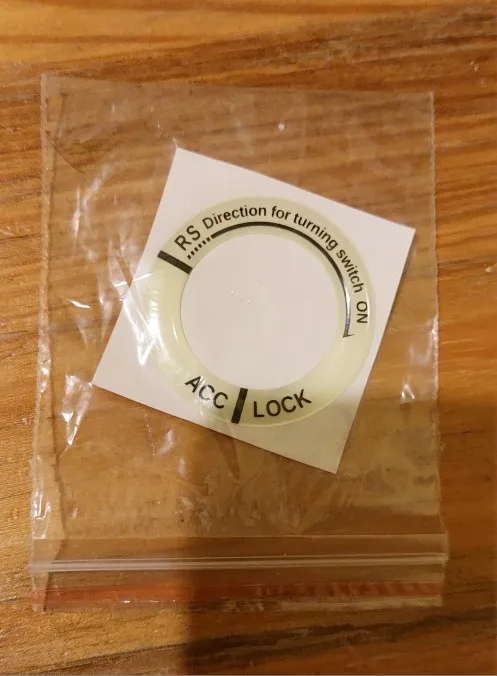 RS Direction for turning switch ON
ACC
LOCK